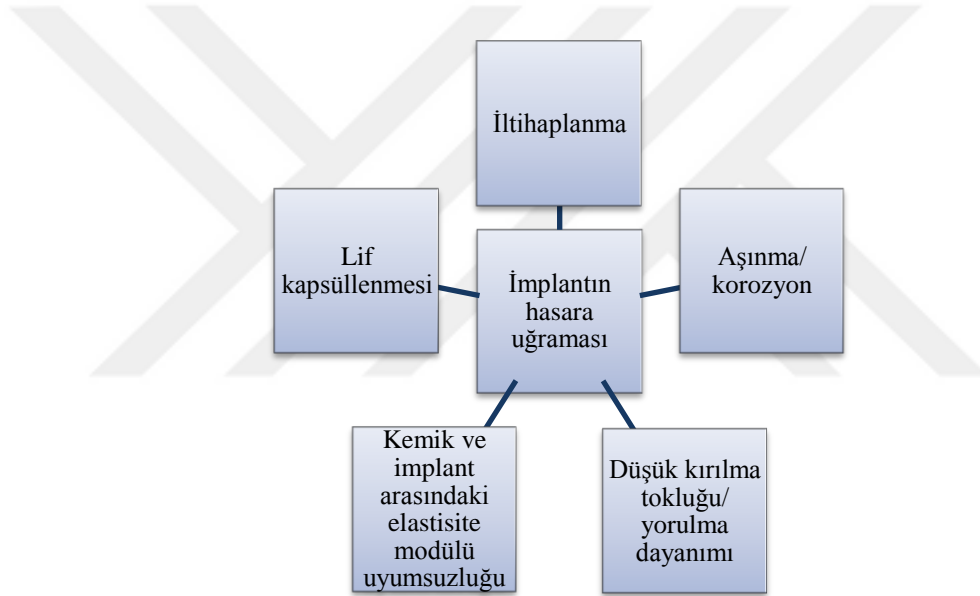 İltihaplanma
Lif
kapsüllenmesi
İmplantın
hasara
uğraması
Aşınma/
korozyon
Kemik ve
implant
arasındaki
elastisite
modülü
uyumsuzluğu
Düşük kırılma
tokluğu/
yorulma
dayanımı